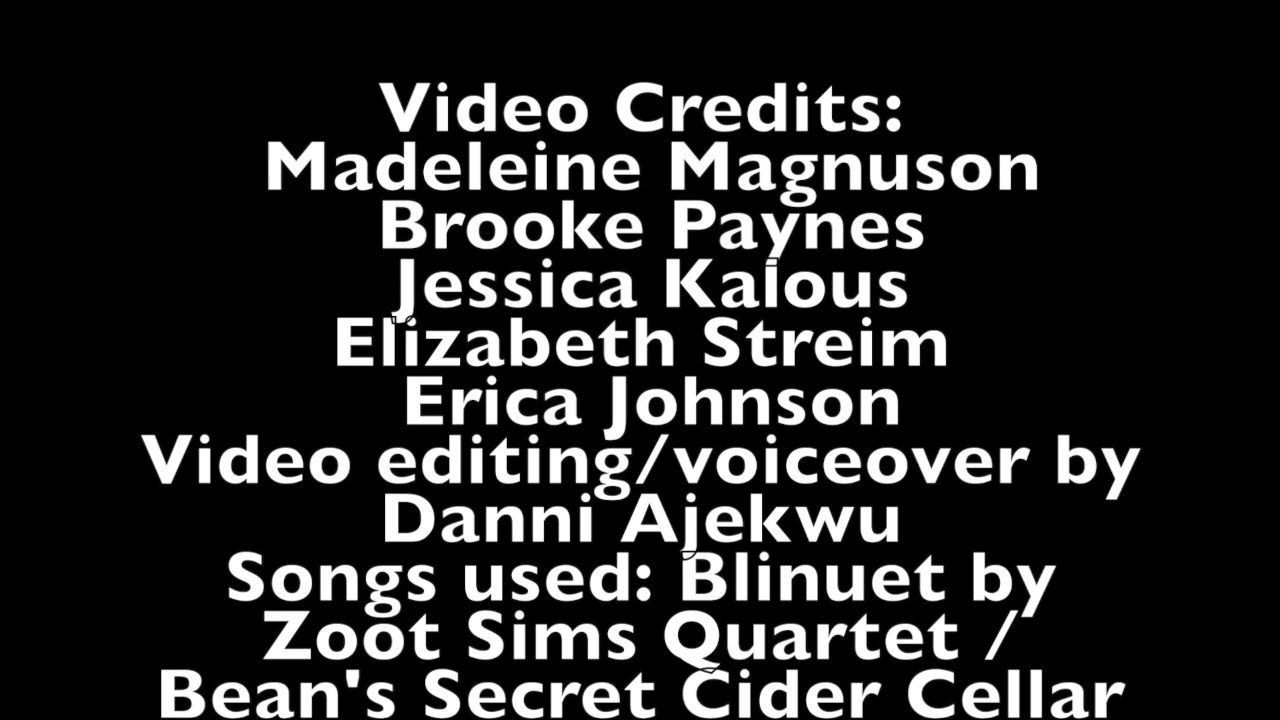 Video Credits:
Madeleine Magnuson
Brooke Paynes
Jessica Kalous
Elizabeth Streim
Erica Johnson
Video editing/voiceover by
Danni Ajekwu
Songs used: Blinuet by
Zoot Sims Quartet /
Bean's Secret Cider Cellar